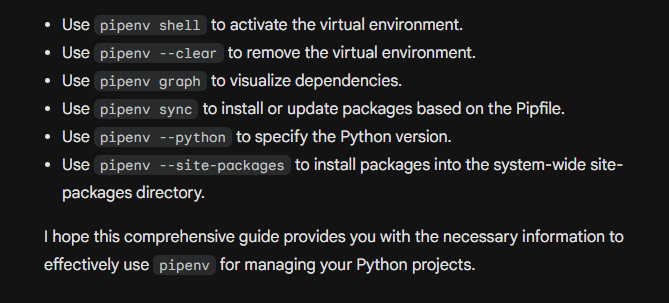 • Use pipenv shell to activate the virtual environment.
• Use pipenv --clear to remove the virtual environment.
• Use pipenv graph to visualize dependencies.
• Use pipenv sync to install or update packages based on the Pipfile.
• Use pipenv --python to specify the Python version.
• Use pipenv --site-packages to install packages into the system-wide site-
packages directory.
I hope this comprehensive guide provides you with the necessary information to
effectively use pipenv for managing your Python projects.